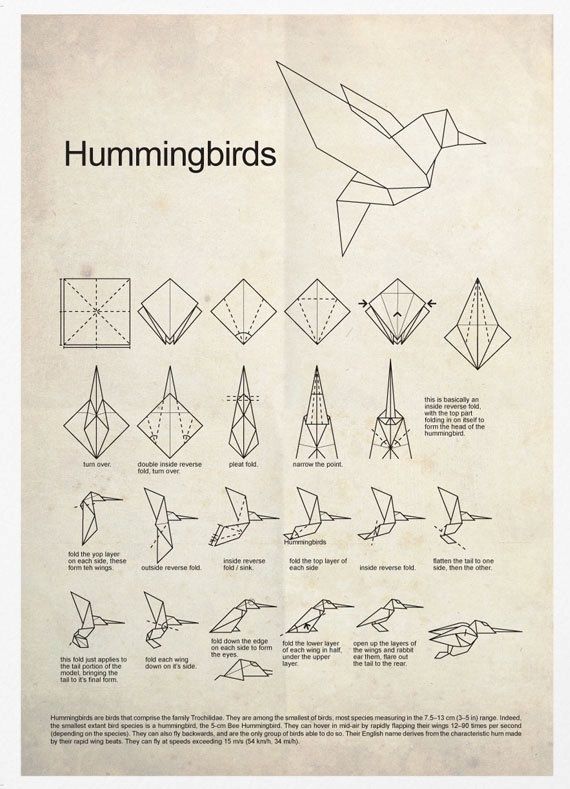 Hummingbirds
this is basically an
inside reverse fold,
with the top part
folding in on itself to
form the head of the
hummingbird.
turn over.
double inside reverse
fold, turn over.
pleat fold.
narrow the point.
fold the yop layer
on each side, these
form teh wings.
outside reverse fold.
inside reverse
fold / sink.
Hummingbirds
fold the top layer of
each side
inside reverse fold.
flatten the tail to one
side, then the other.
this fold just applies to
the tail portion of the
model, bringing the
tail to it's final form.
fold each wing
down on it's side.
fold down the edge
on each side to form
the eyes.
fold the lower layer
of each wing in half,
under the upper
layer.
open up the layers of
the wings and rabbit
ear them, flare out
the tail to the rear.
Hummingbirds are birds that comprise the family Trochilidae. They are among the smallest of birds, most species measuring in the 7.5–13 cm (3–5 in) range. Indeed,
the smallest extant bird species is a hummingbird, the 5-cm Bee Hummingbird. They can hover in mid-air by rapidly flapping their wings 12–90 times per second
(depending on the species). They can also fly backwards, and are the only group of birds able to do so. Their English name derives from the characteristic hum made
by their rapid wing beats. They can fly at speeds exceeding 15 m/s (54 km/h, 34 mi/h).